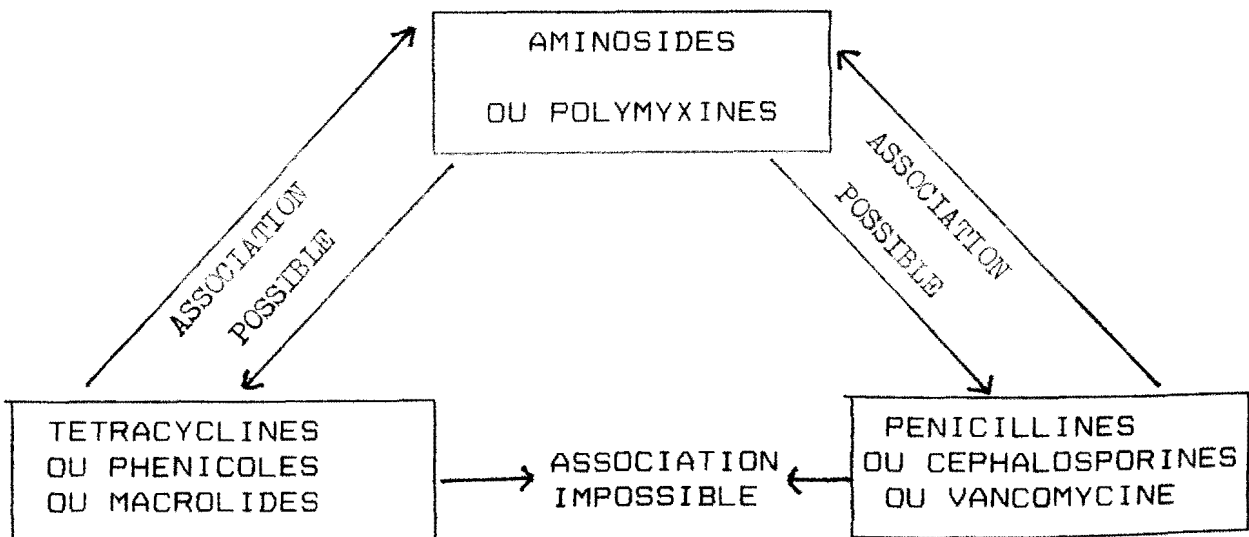 AMINOSIDES
OU POLYMYXINES
ASSOCIATION
POSSIBLE
ASSOCIATION
POSSIBLE
TETRACYCLINES
OU PHENICOLES
OU MACROLIDES
ASSOCIATION
IMPOSSIBLE
PENICILLINES
OU CEPHALOSPORINES
OU VANCOMYCINE